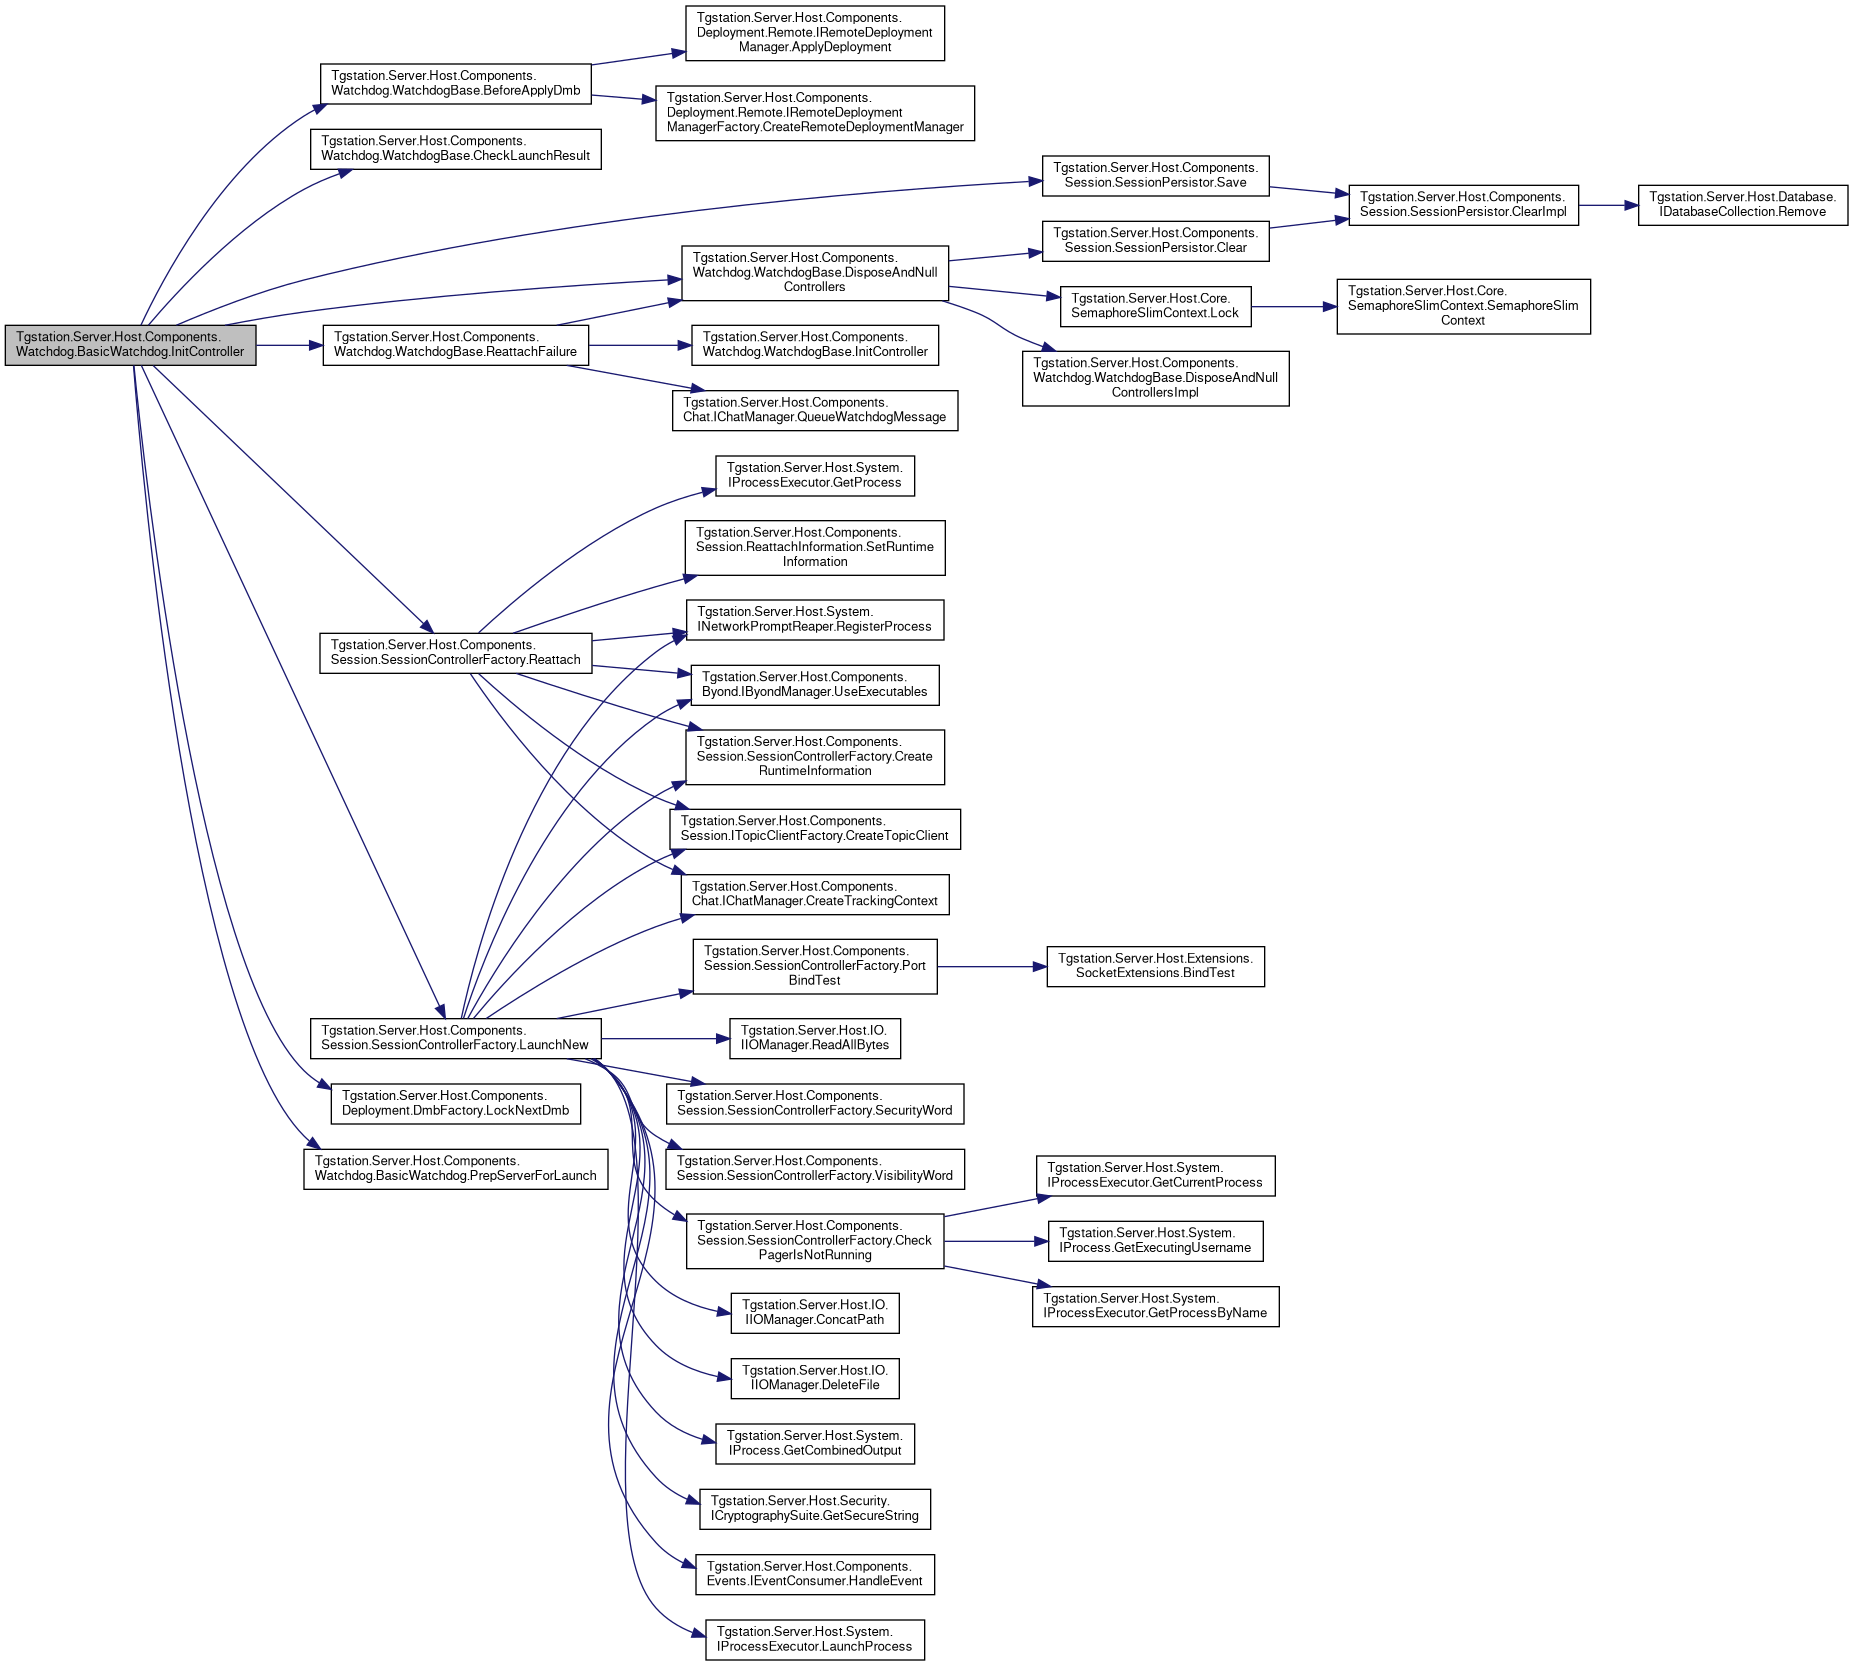 Tgstation.Server.Host.Components.
Watchdog.BasicWatchdog.InitController
Tgstation.Server.Host.Components.
Watchdog.WatchdogBase.BeforeApplyDmb
Tgstation.Server.Host.Components.
Watchdog.WatchdogBase.CheckLaunchResult
Tgstation.Server.Host.Components.
Watchdog.WatchdogBase.ReattachFailure
Tgstation.Server.Host.Components.
Session.SessionControllerFactory.Reattach
Tgstation.Server.Host.Components.
Session.SessionControllerFactory.LaunchNew
Tgstation.Server.Host.Components.
Deployment.DmbFactory.LockNextDmb
Tgstation.Server.Host.Components.
Watchdog.BasicWatchdog.PrepServerForLaunch
Tgstation.Server.Host.Components.
Deployment.Remote.IRemoteDeployment
Manager.ApplyDeployment
Tgstation.Server.Host.Components.
Deployment.Remote.IRemoteDeployment
ManagerFactory.CreateRemoteDeploymentManager
Tgstation.Server.Host.Components.
Watchdog.WatchdogBase.DisposeAndNull
Controllers
Tgstation.Server.Host.Components.
Watchdog.WatchdogBase.InitController
Tgstation.Server.Host.Components.
Chat.IChatManager.QueueWatchdogMessage
Tgstation.Server.Host.System.
IProcessExecutor.GetProcess
Tgstation.Server.Host.Components.
Session.ReattachInformation.SetRuntime
Information
Tgstation.Server.Host.System.
INetworkPromptReaper.RegisterProcess
Tgstation.Server.Host.Components.
Byond.IByondManager.UseExecutables
Tgstation.Server.Host.Components.
Session.SessionControllerFactory.Create
RuntimeInformation
Tgstation.Server.Host.Components.
Session.ITopicClientFactory.CreateTopicClient
Tgstation.Server.Host.Components.
Chat.IChatManager.CreateTrackingContext
Tgstation.Server.Host.Components.
Session.SessionControllerFactory.Port
BindTest
Tgstation.Server.Host.IO.
IIOManager.ReadAllBytes
Tgstation.Server.Host.Components.
Session.SessionControllerFactory.SecurityWord
Tgstation.Server.Host.Components.
Session.SessionControllerFactory.VisibilityWord
Tgstation.Server.Host.Components.
Session.SessionControllerFactory.Check
PagerIsNotRunning
Tgstation.Server.Host.IO.
IIOManager.ConcatPath
Tgstation.Server.Host.IO.
IIOManager.DeleteFile
Tgstation.Server.Host.System.
IProcess.GetCombinedOutput
Tgstation.Server.Host.Security.
ICryptographySuite.GetSecureString
Tgstation.Server.Host.Components.
Events.IEventConsumer.HandleEvent
Tgstation.Server.Host.System.
IProcessExecutor.LaunchProcess
Tgstation.Server.Host.Components.
Session.SessionPersistor.Save
Tgstation.Server.Host.Components.
Session.SessionPersistor.Clear
Tgstation.Server.Host.Core.
SemaphoreSlimContext.Lock
Tgstation.Server.Host.Components.
Watchdog.WatchdogBase.DisposeAndNull
ControllersImpl
Tgstation.Server.Host.Extensions.
SocketExtensions.BindTest
Tgstation.Server.Host.System.
IProcessExecutor.GetCurrentProcess
Tgstation.Server.Host.System.
IProcess.GetExecutingUsername
Tgstation.Server.Host.System.
IProcessExecutor.GetProcessByName
Tgstation.Server.Host.Components.
Session.SessionPersistor.ClearImpl
Tgstation.Server.Host.Core.
SemaphoreSlimContext.SemaphoreSlim
Context
Tgstation.Server.Host.Database.
IDatabaseCollection.Remove